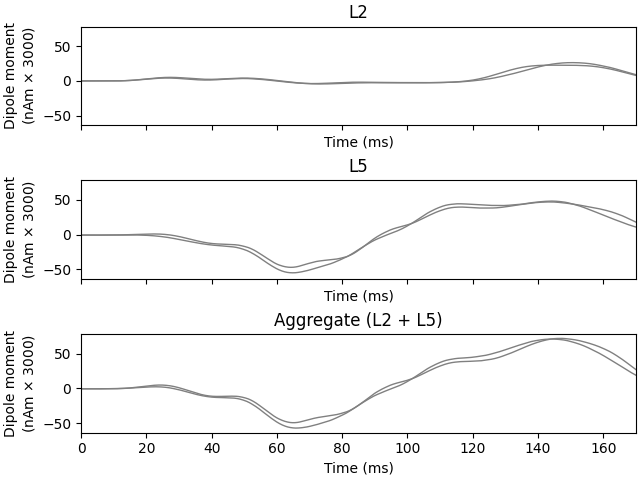 L2
Dipole moment
(nAm × 3000)
50
0
−50
Time (ms)
L5
Dipole moment
(nAm × 3000)
50
0
−50
Time (ms)
Aggregate (L2 + L5)
Dipole moment
(nAm × 3000)
50
0
−50
0 20 40 60 80 100 120 140 160
Time (ms)